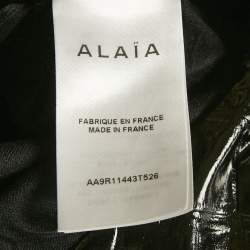 ALAÏA
FABRIQUE EN FRANCE
MADE IN FRANCE
AA9R11443T526